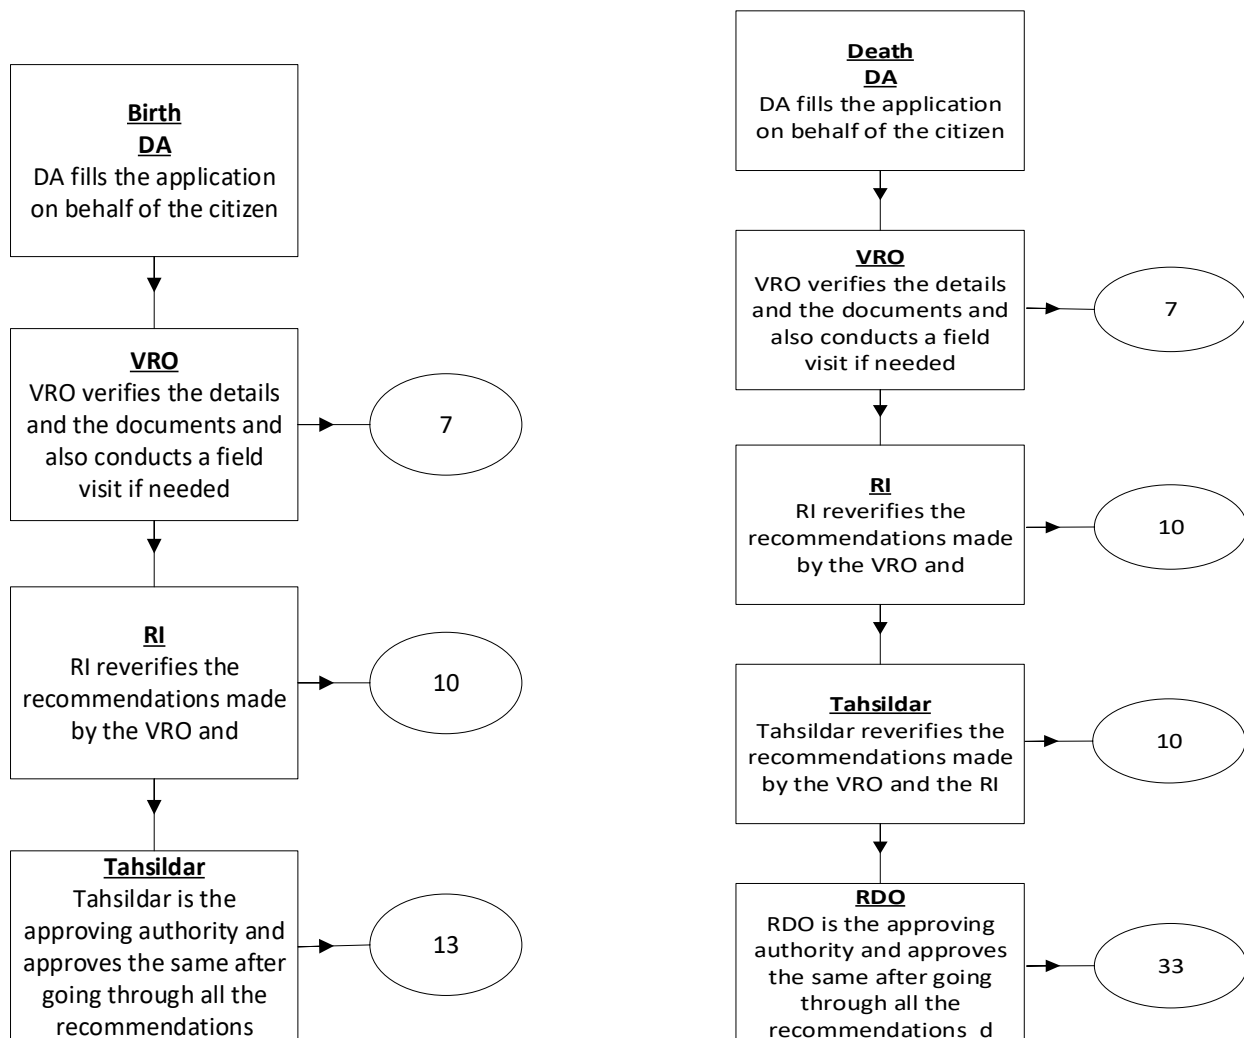 Birth
DA
DA fills the application
on behalf of the citizen
VRO
VRO verifies the details
and the documents and
also conducts a field
visit if needed
7
RI
RI reverifies the
recommendations made
by the VRO and
10
Tahsildar
Tahsildar is the
approving authority and
approves the same after
going through all the
recommendations
13
Death
DA
DA fills the application
on behalf of the citizen
VRO
VRO verifies the details
and the documents and
also conducts a field
visit if needed
7
RI
RI reverifies the
recommendations made
by the VRO and
10
Tahsildar
Tahsildar reverifies the
recommendations made
by the VRO and the RI
10
RDO
RDO is the approving
authority and approves
the same after going
through all the
recommendations d
33